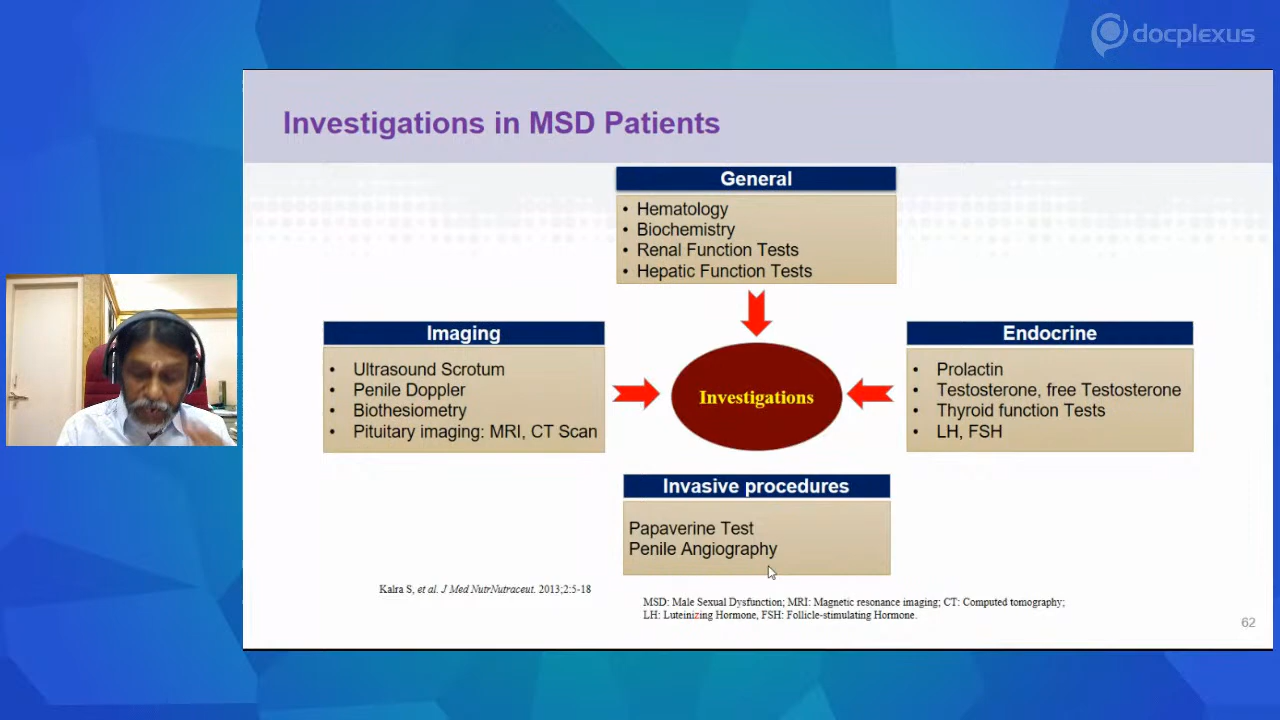 docplexus
Investigations in MSD Patients
General
• Hematology
• Biochemistry
• Renal Function Tests
• Hepatic Function Tests
Imaging
• Ultrasound Scrotum
• Penile Doppler
• Biothesiometry
• Pituitary imaging: MRI, CT Scan
Investigations
Endocrine
• Prolactin
• Testosterone, free Testosterone
• Thyroid function Tests
• LH, FSH
Invasive procedures
Papaverine Test
Penile Angiography
Kalra S, et al. J Med NutrNutraceut. 2013;2:5-18
MSD: Male Sexual Dysfunction; MRI: Magnetic resonance imaging; CT: Computed tomography;
LH: Luteinizing Hormone, FSH: Follicle-stimulating Hormone.
62